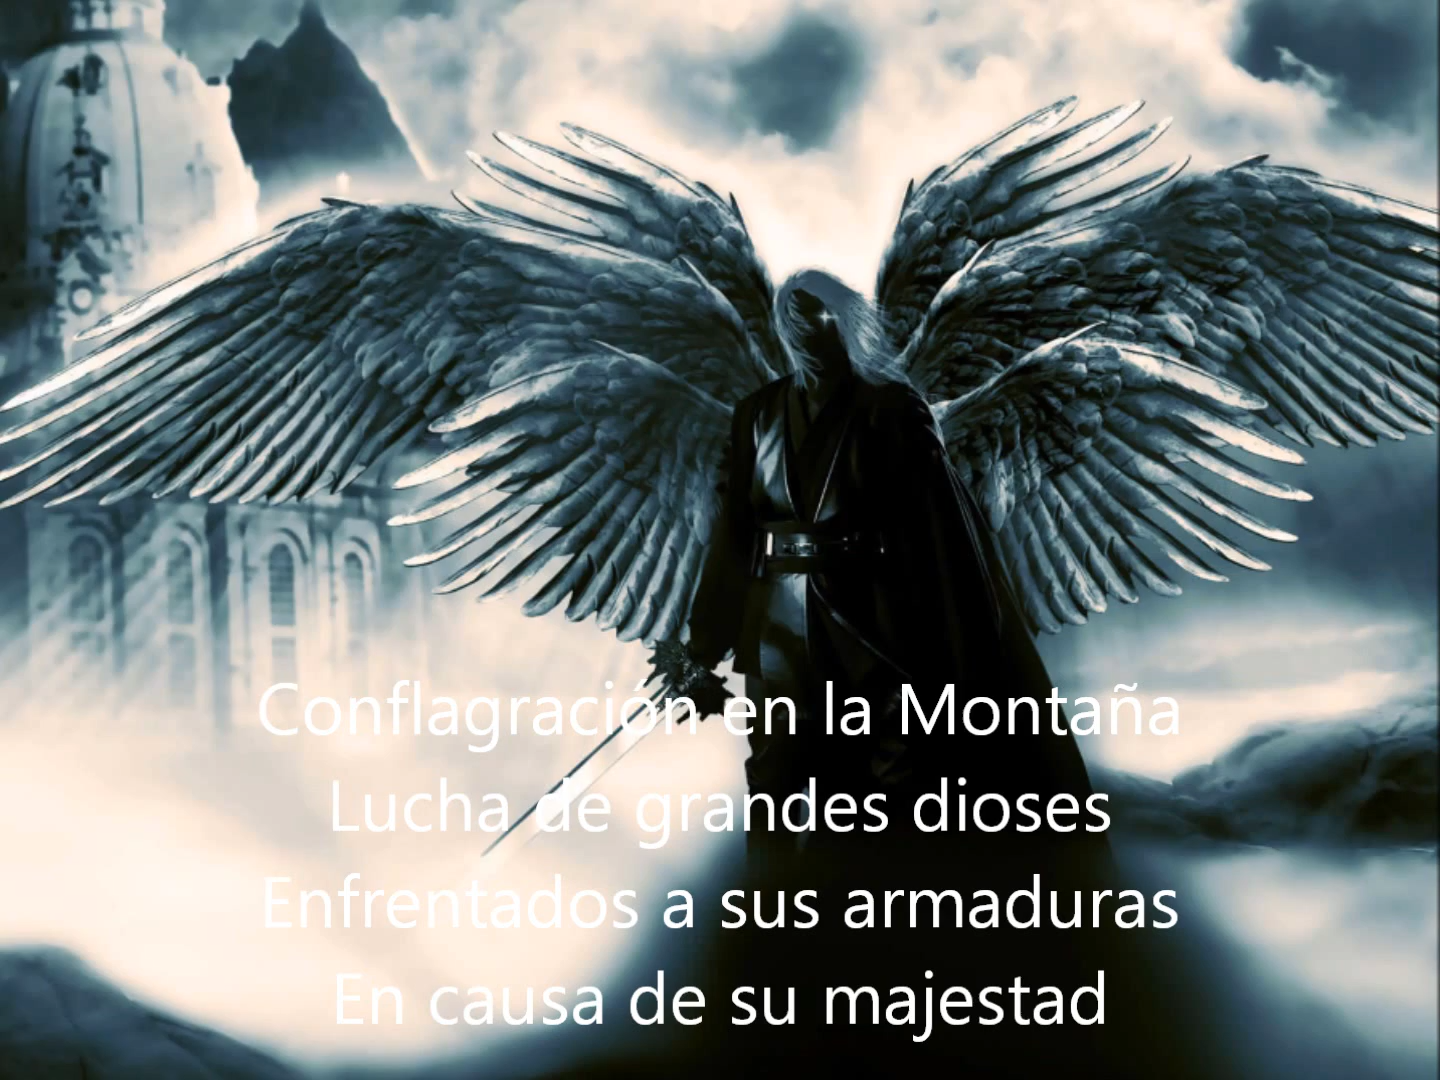 Conflagración en la Montaña
Lucha de grandes dioses
Enfrentados a sus armaduras
En causa de su majestad